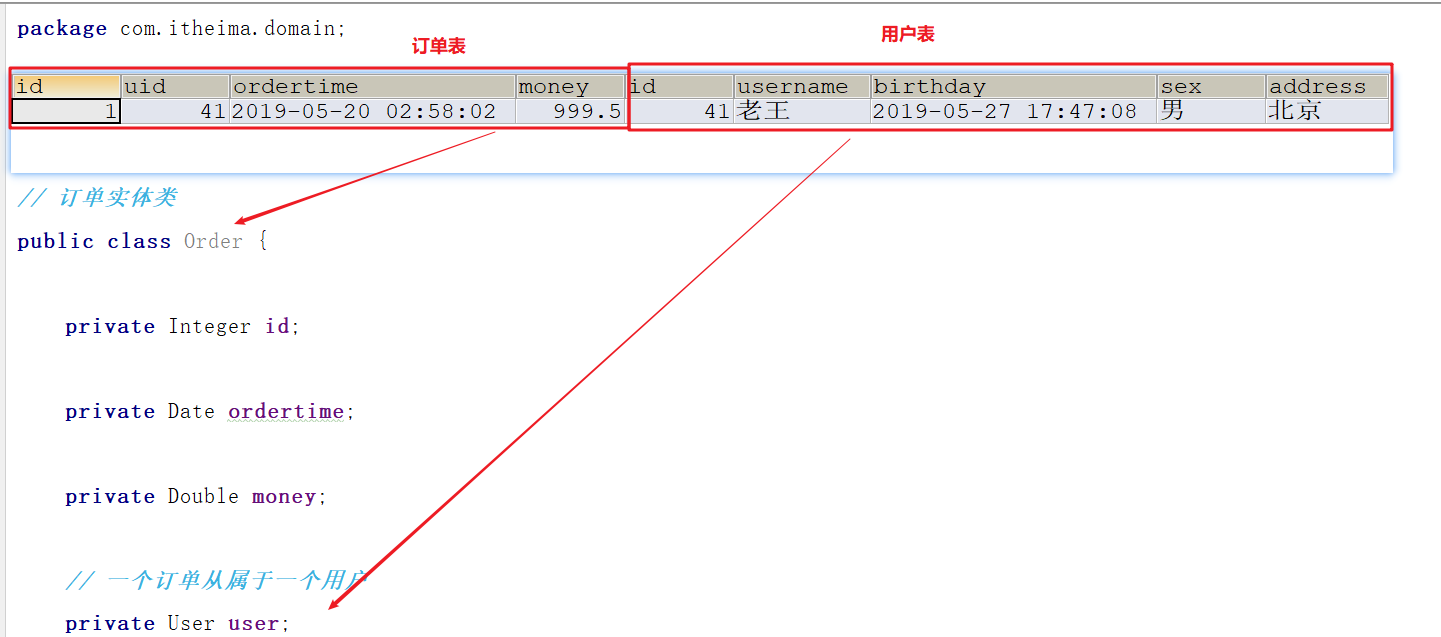 package com.itheima.domain;
订单表 用户表
id uid ordertime money id username birthday sex address
1 41 2019-05-20 02:58:02 999.5 41 老王 2019-05-27 17:47:08 男 北京
// 订单实体类
public class Order {
private Integer id;
private Date ordertime;
private Double money;
// 一个订单从属于一个用户
private User user;